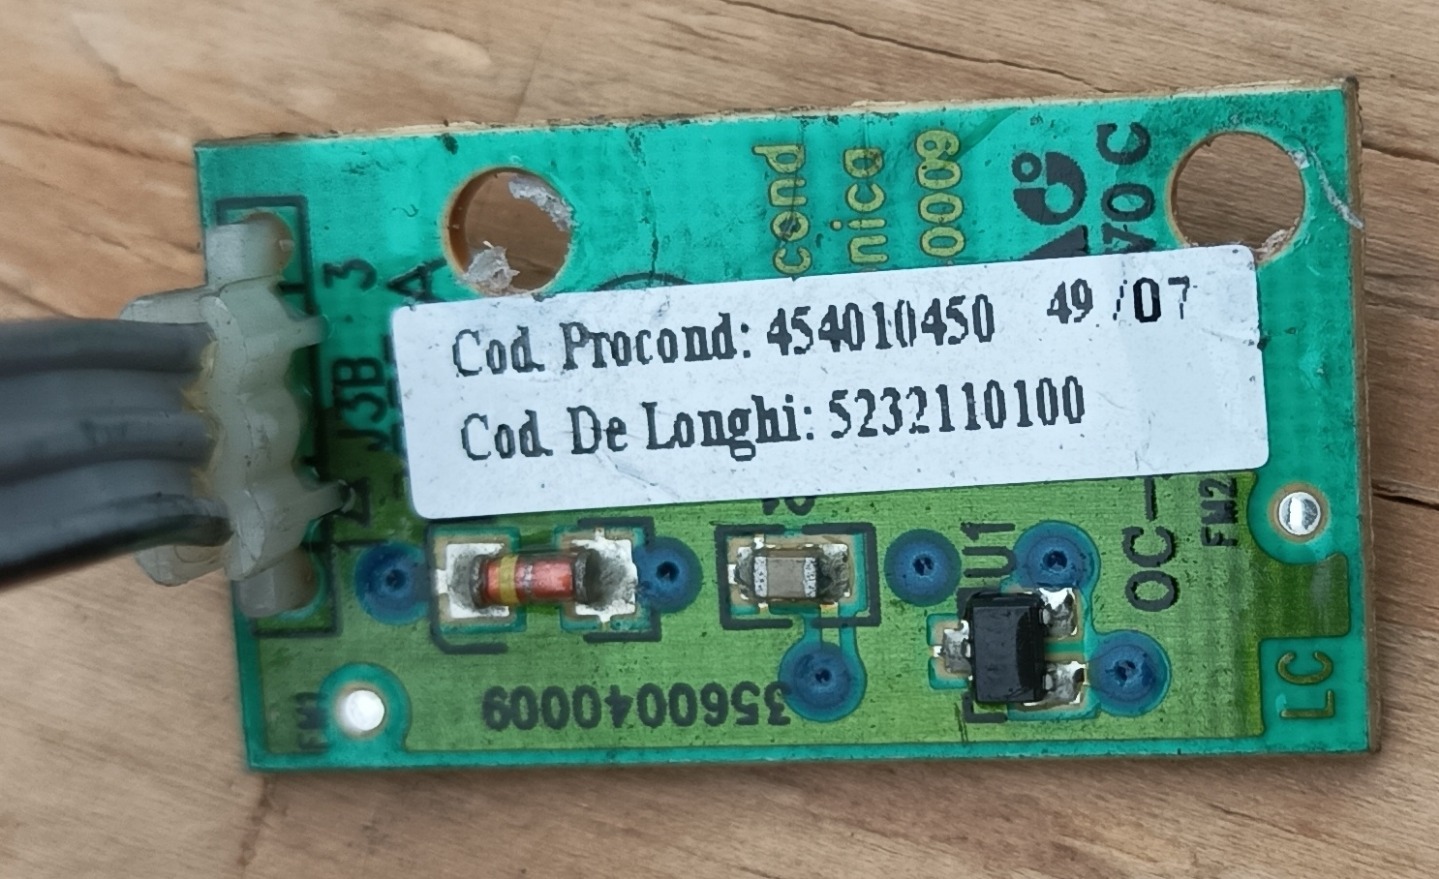 Cod. Procond: 454010450 49/07
Cod. De Longhi: 5232110100
cond
nica
0009
3
A
J3B
U1
OC-
FM2
FM1
3560040009
LC